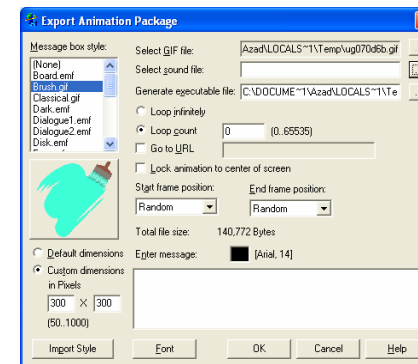 Export Animation Package
Message box style:
(None)
Board.emf
Brush.gif
Classical.gif
Dark.emf
Dialogue1.emf
Dialogue2.emf
Disk.emf
Select GIF file: Azad\LOCALS~1\Temp\ug070d6b.gif
Select sound file:
Generate executable file: C:\DOCUME~1\Azad\LOCALS~1\Te
Loop infinitely
Loop count 0 (0..65535)
Go to URL
Lock animation to center of screen
Start frame position: End frame position:
Random Random
Total file size: 140,772 Bytes
Default dimensions
Custom dimensions
in Pixels
300 X 300
(50..1000)
Enter message: [Arial, 14]
Import Style Font OK Cancel Help